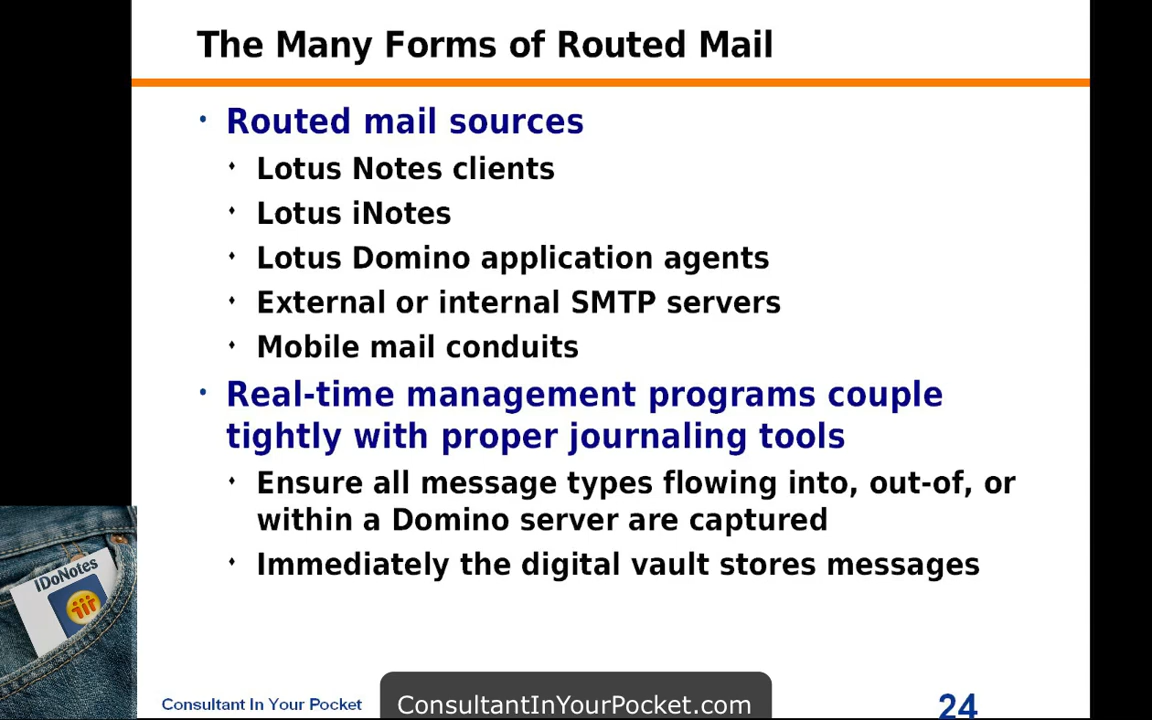 The Many Forms of Routed Mail
• Routed mail sources
♦ Lotus Notes clients
♦ Lotus iNotes
♦ Lotus Domino application agents
♦ External or internal SMTP servers
♦ Mobile mail conduits
• Real-time management programs couple
tightly with proper journaling tools
♦ Ensure all message types flowing into, out-of, or
within a Domino server are captured
♦ Immediately the digital vault stores messages
iDoNotes
Consultant In Your Pocket
ConsultantInYourPocket.com
24